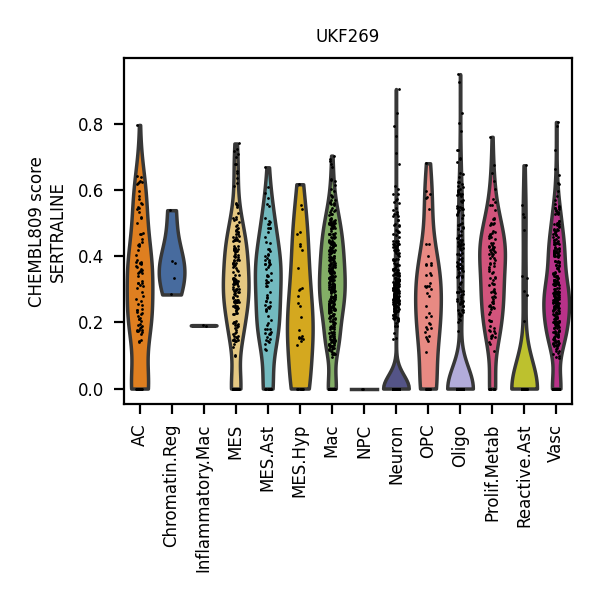 UKF269
CHEMBL809 score
SERTRALINE
0.8
0.6
0.4
0.2
0.0
AC
Chromatin.Reg
Inflammatory.Mac
MES
MES.Ast
MES.Hyp
Mac
NPC
Neuron
OPC
Oligo
Prolif.Metab
Reactive.Ast
Vasc